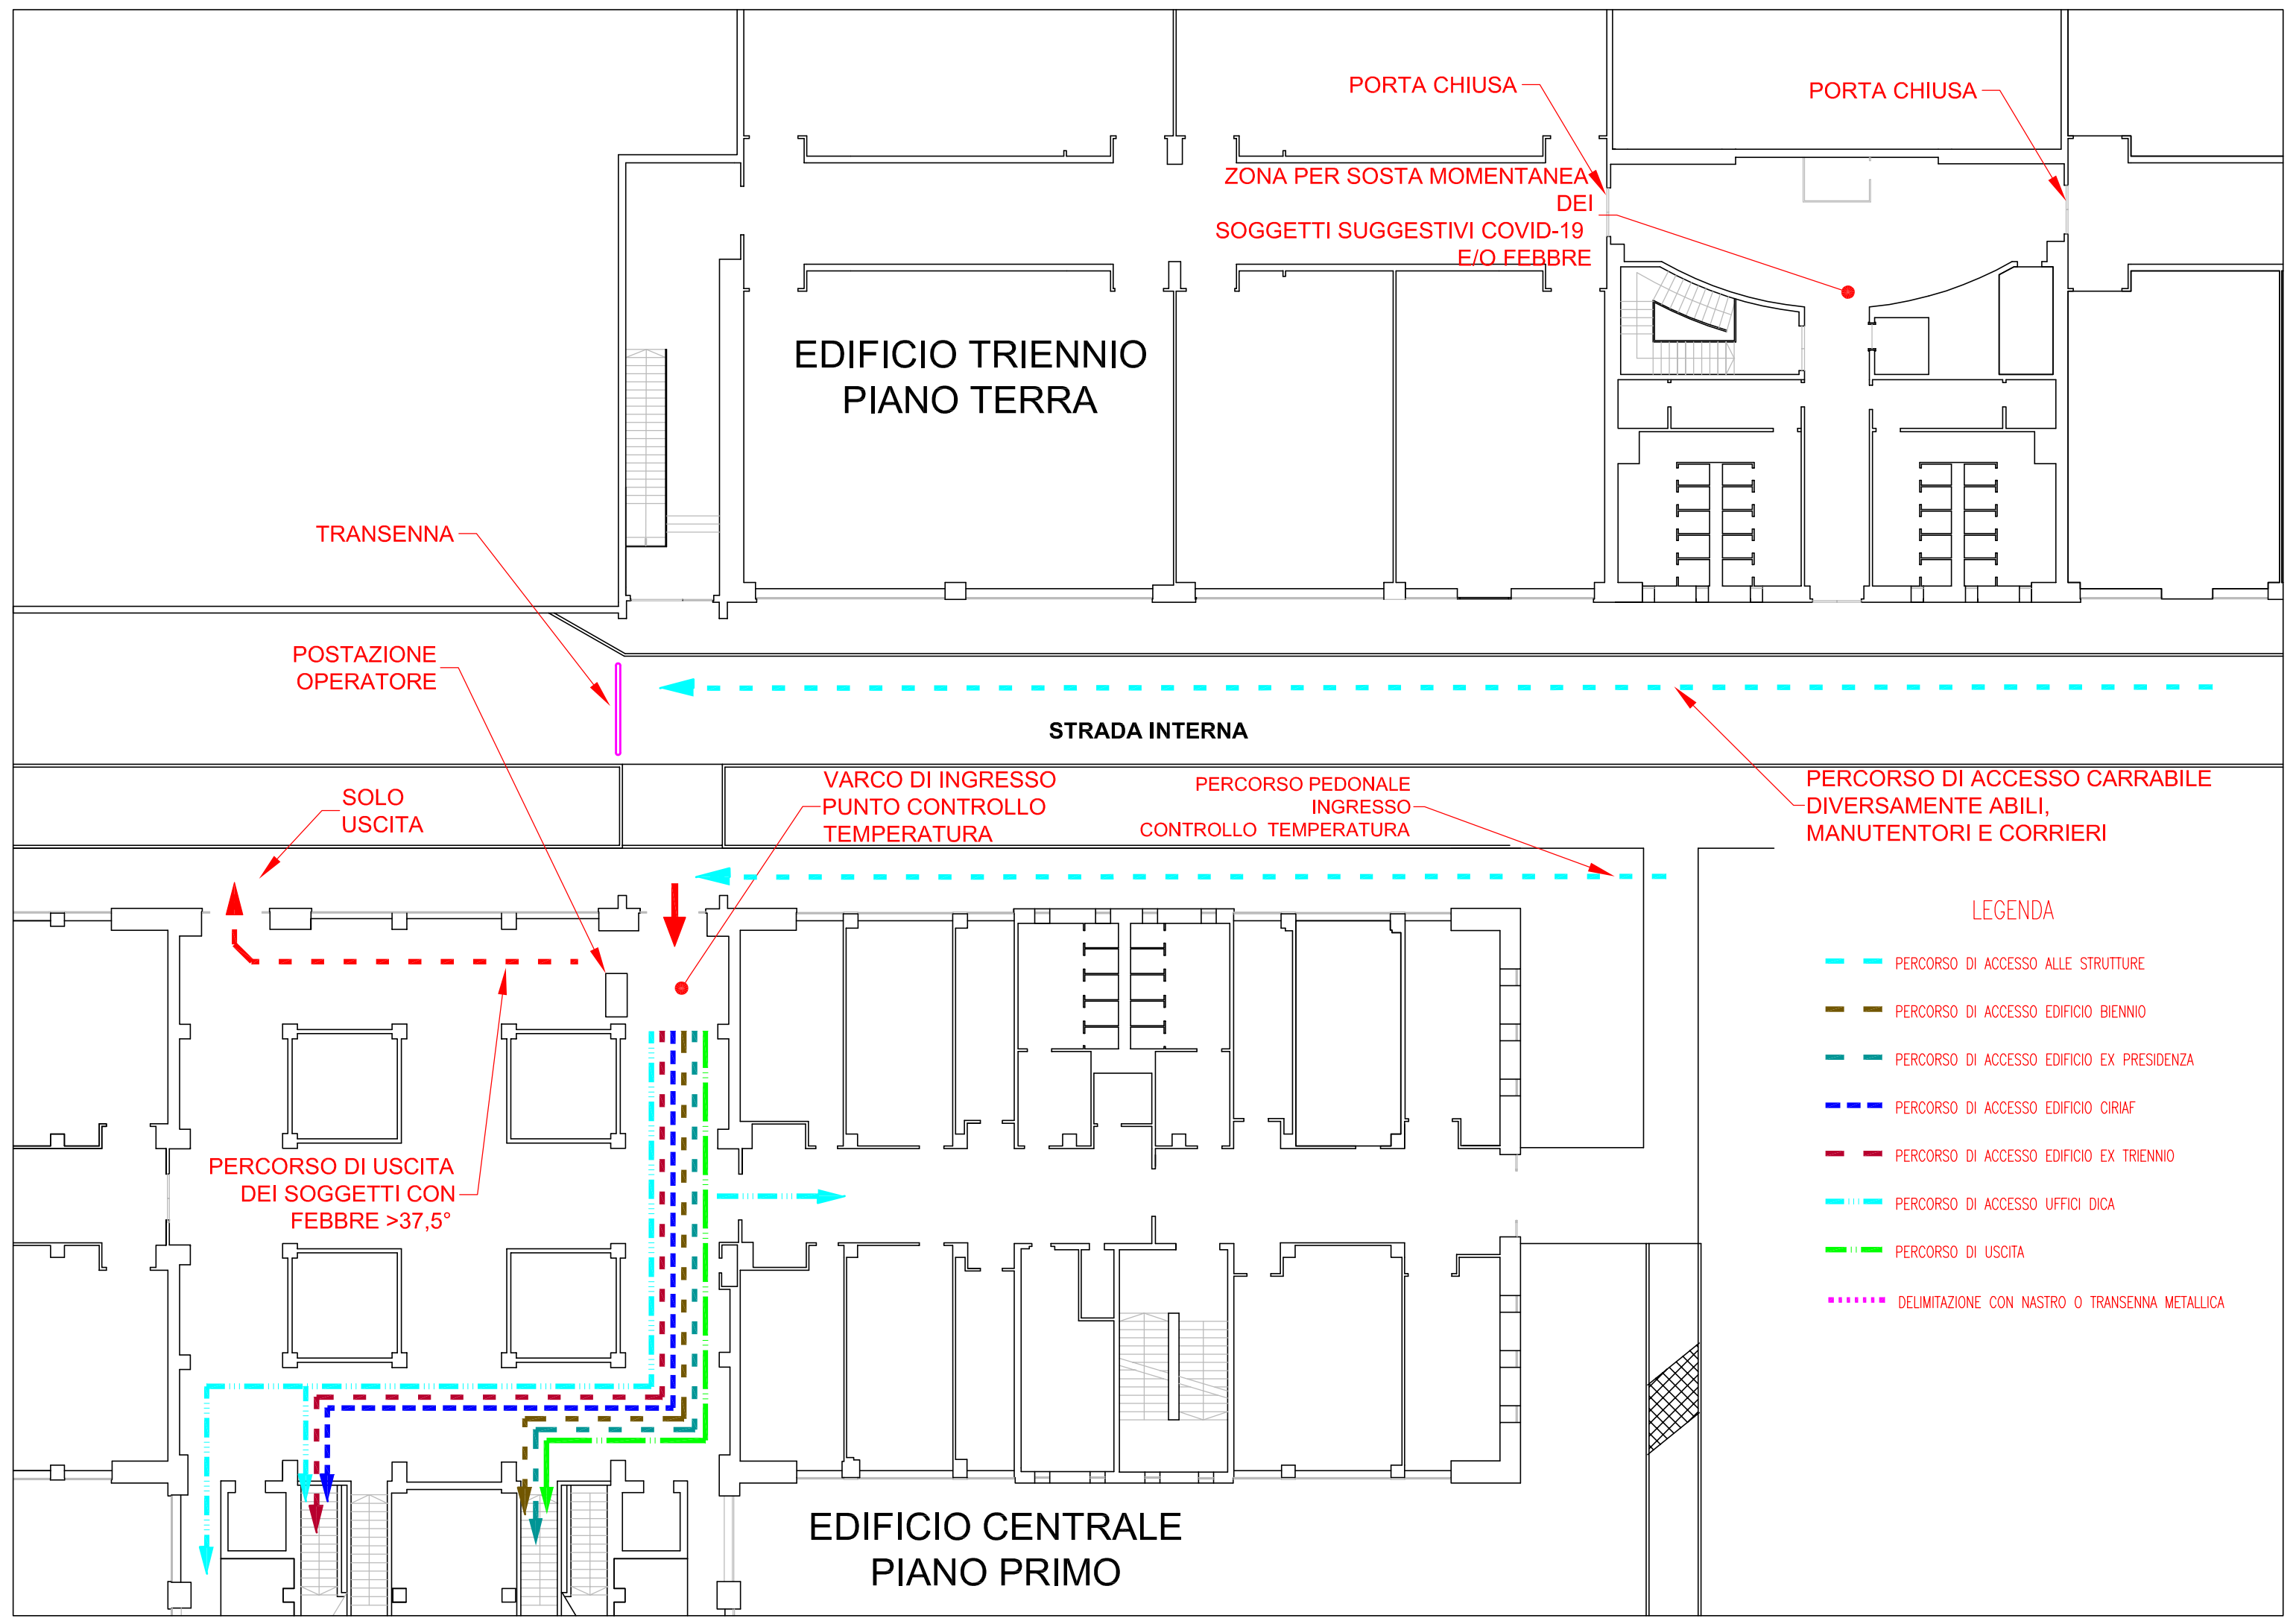 PORTA CHIUSA
PORTA CHIUSA
ZONA PER SOSTA MOMENTANEA
DEI
SOGGETTI SUGGESTIVI COVID-19
E/O FEBBRE
EDIFICIO TRIENNIO
PIANO TERRA
TRANSENNA
POSTAZIONE
OPERATORE
STRADA INTERNA
SOLO
USCITA
VARCO DI INGRESSO
PUNTO CONTROLLO
TEMPERATURA
PERCORSO PEDONALE
INGRESSO
CONTROLLO TEMPERATURA
PERCORSO DI ACCESSO CARRABILE
DIVERSAMENTE ABILI,
MANUTENTORI E CORRIERI
LEGENDA
PERCORSO DI ACCESSO ALLE STRUTTURE
PERCORSO DI ACCESSO EDIFICIO BIENNIO
PERCORSO DI ACCESSO EDIFICIO EX PRESIDENZA
PERCORSO DI ACCESSO EDIFICIO CIRIAF
PERCORSO DI ACCESSO EDIFICIO EX TRIENNIO
PERCORSO DI ACCESSO UFFICI DICA
PERCORSO DI USCITA
DELIMITAZIONE CON NASTRO O TRANSENNA METALLICA
PERCORSO DI USCITA
DEI SOGGETTI CON
FEBBRE >37,5°
EDIFICIO CENTRALE
PIANO PRIMO